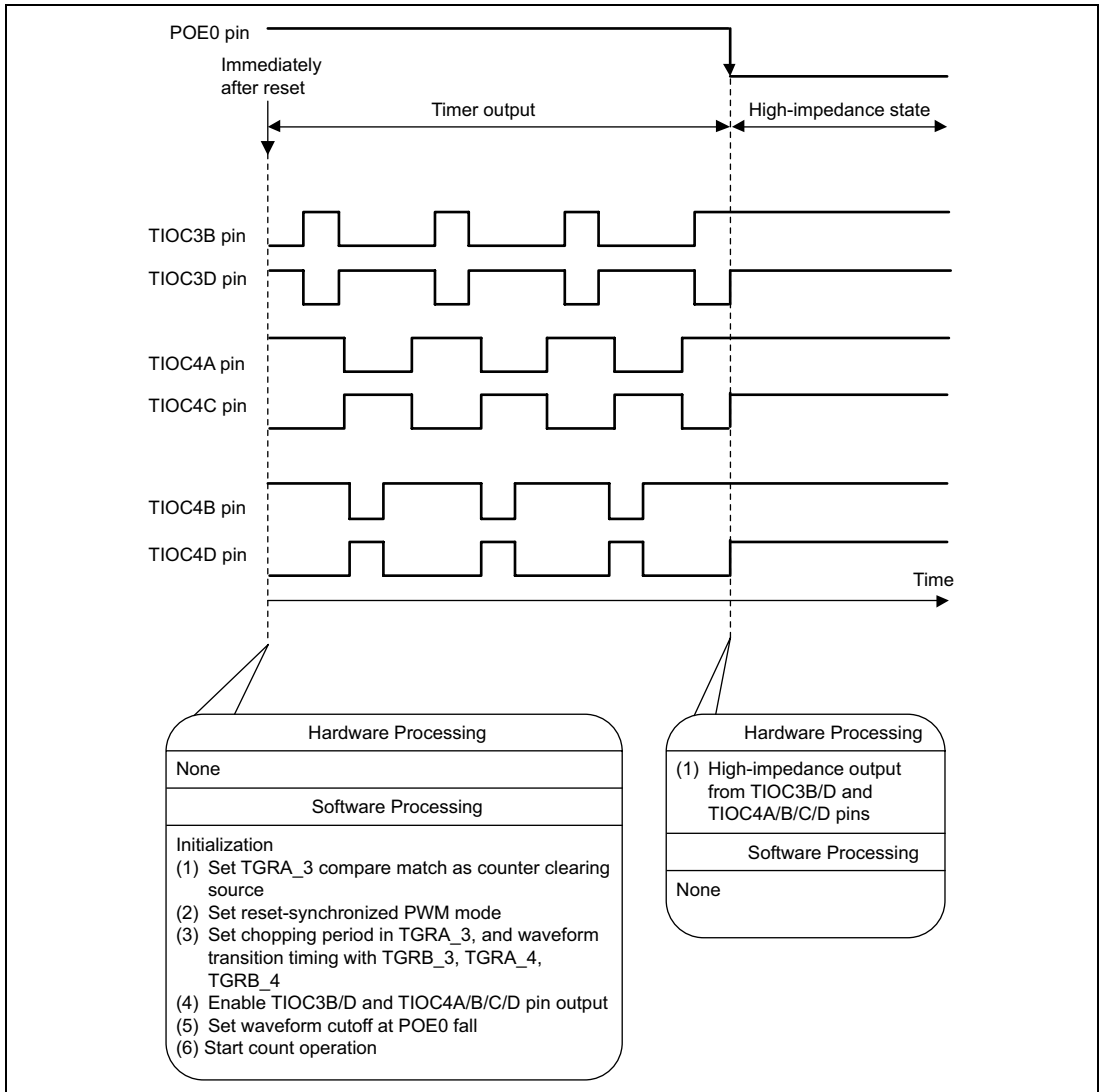 POE0 pin
Immediately
after reset
Timer output
High-impedance state
TIOC3B pin
TIOC3D pin
TIOC4A pin
TIOC4C pin
TIOC4B pin
TIOC4D pin
Time
Hardware Processing
None
Software Processing
Initialization
(1) Set TGRA_3 compare match as counter clearing
source
(2) Set reset-synchronized PWM mode
(3) Set chopping period in TGRA_3, and waveform
transition timing with TGRB_3, TGRA_4,
TGRB_4
(4) Enable TIOC3B/D and TIOC4A/B/C/D pin output
(5) Set waveform cutoff at POE0 fall
(6) Start count operation
Hardware Processing
(1) High-impedance output
from TIOC3B/D and
TIOC4A/B/C/D pins
Software Processing
None